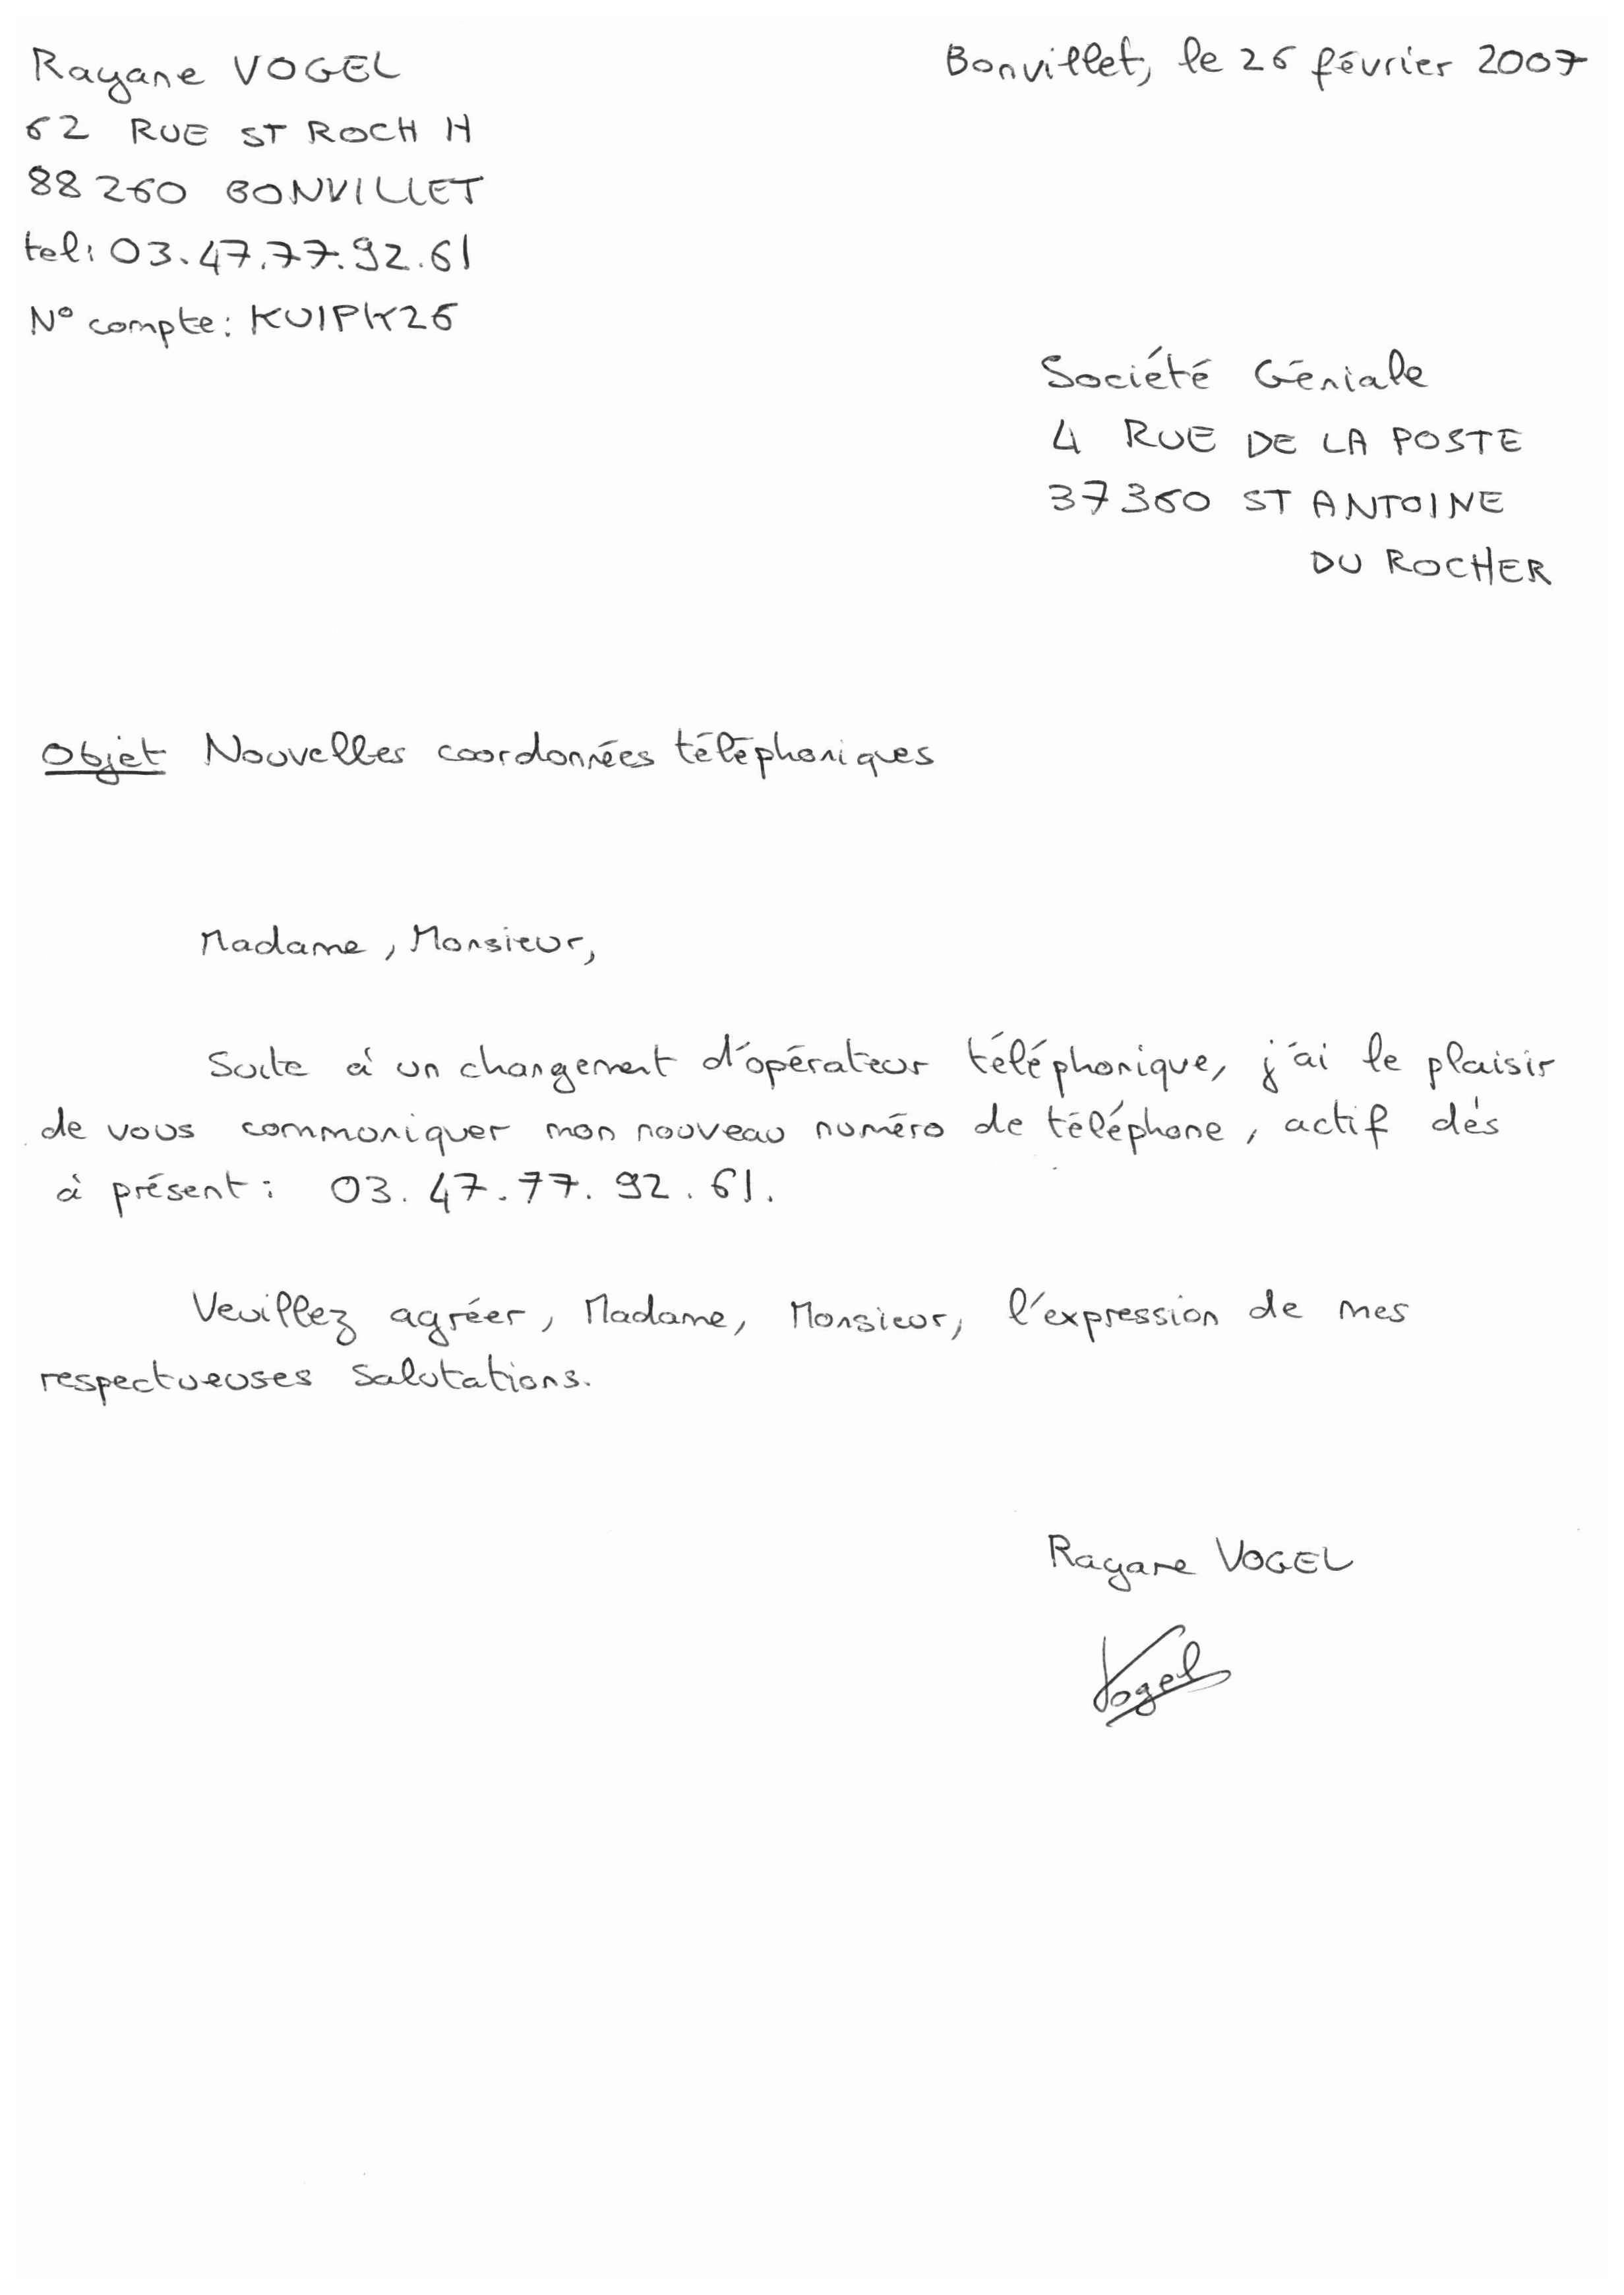 Rayane VOGEL
62 RUE ST ROCH H
88260 BONVILLET
tel: 03.47.77.92.61
N° compte: KUIPK26
Bonvillet, le 26 février 2007
Société Géniale
4 RUE DE LA POSTE
37360 ST ANTOINE
DU ROCHER
Objet Nouvelles coordonnées téléphoniques
Madame, Monsieur,
Suite à un changement d'opérateur téléphonique, j'ai le plaisir
de vous communiquer mon nouveau numéro de téléphone, actif dès
à présent: 03.47.77.92.61.
Veuillez agréer, Madame, Monsieur, l'expression de mes
respectueuses salutations.
Rayane VOGEL
Vogel